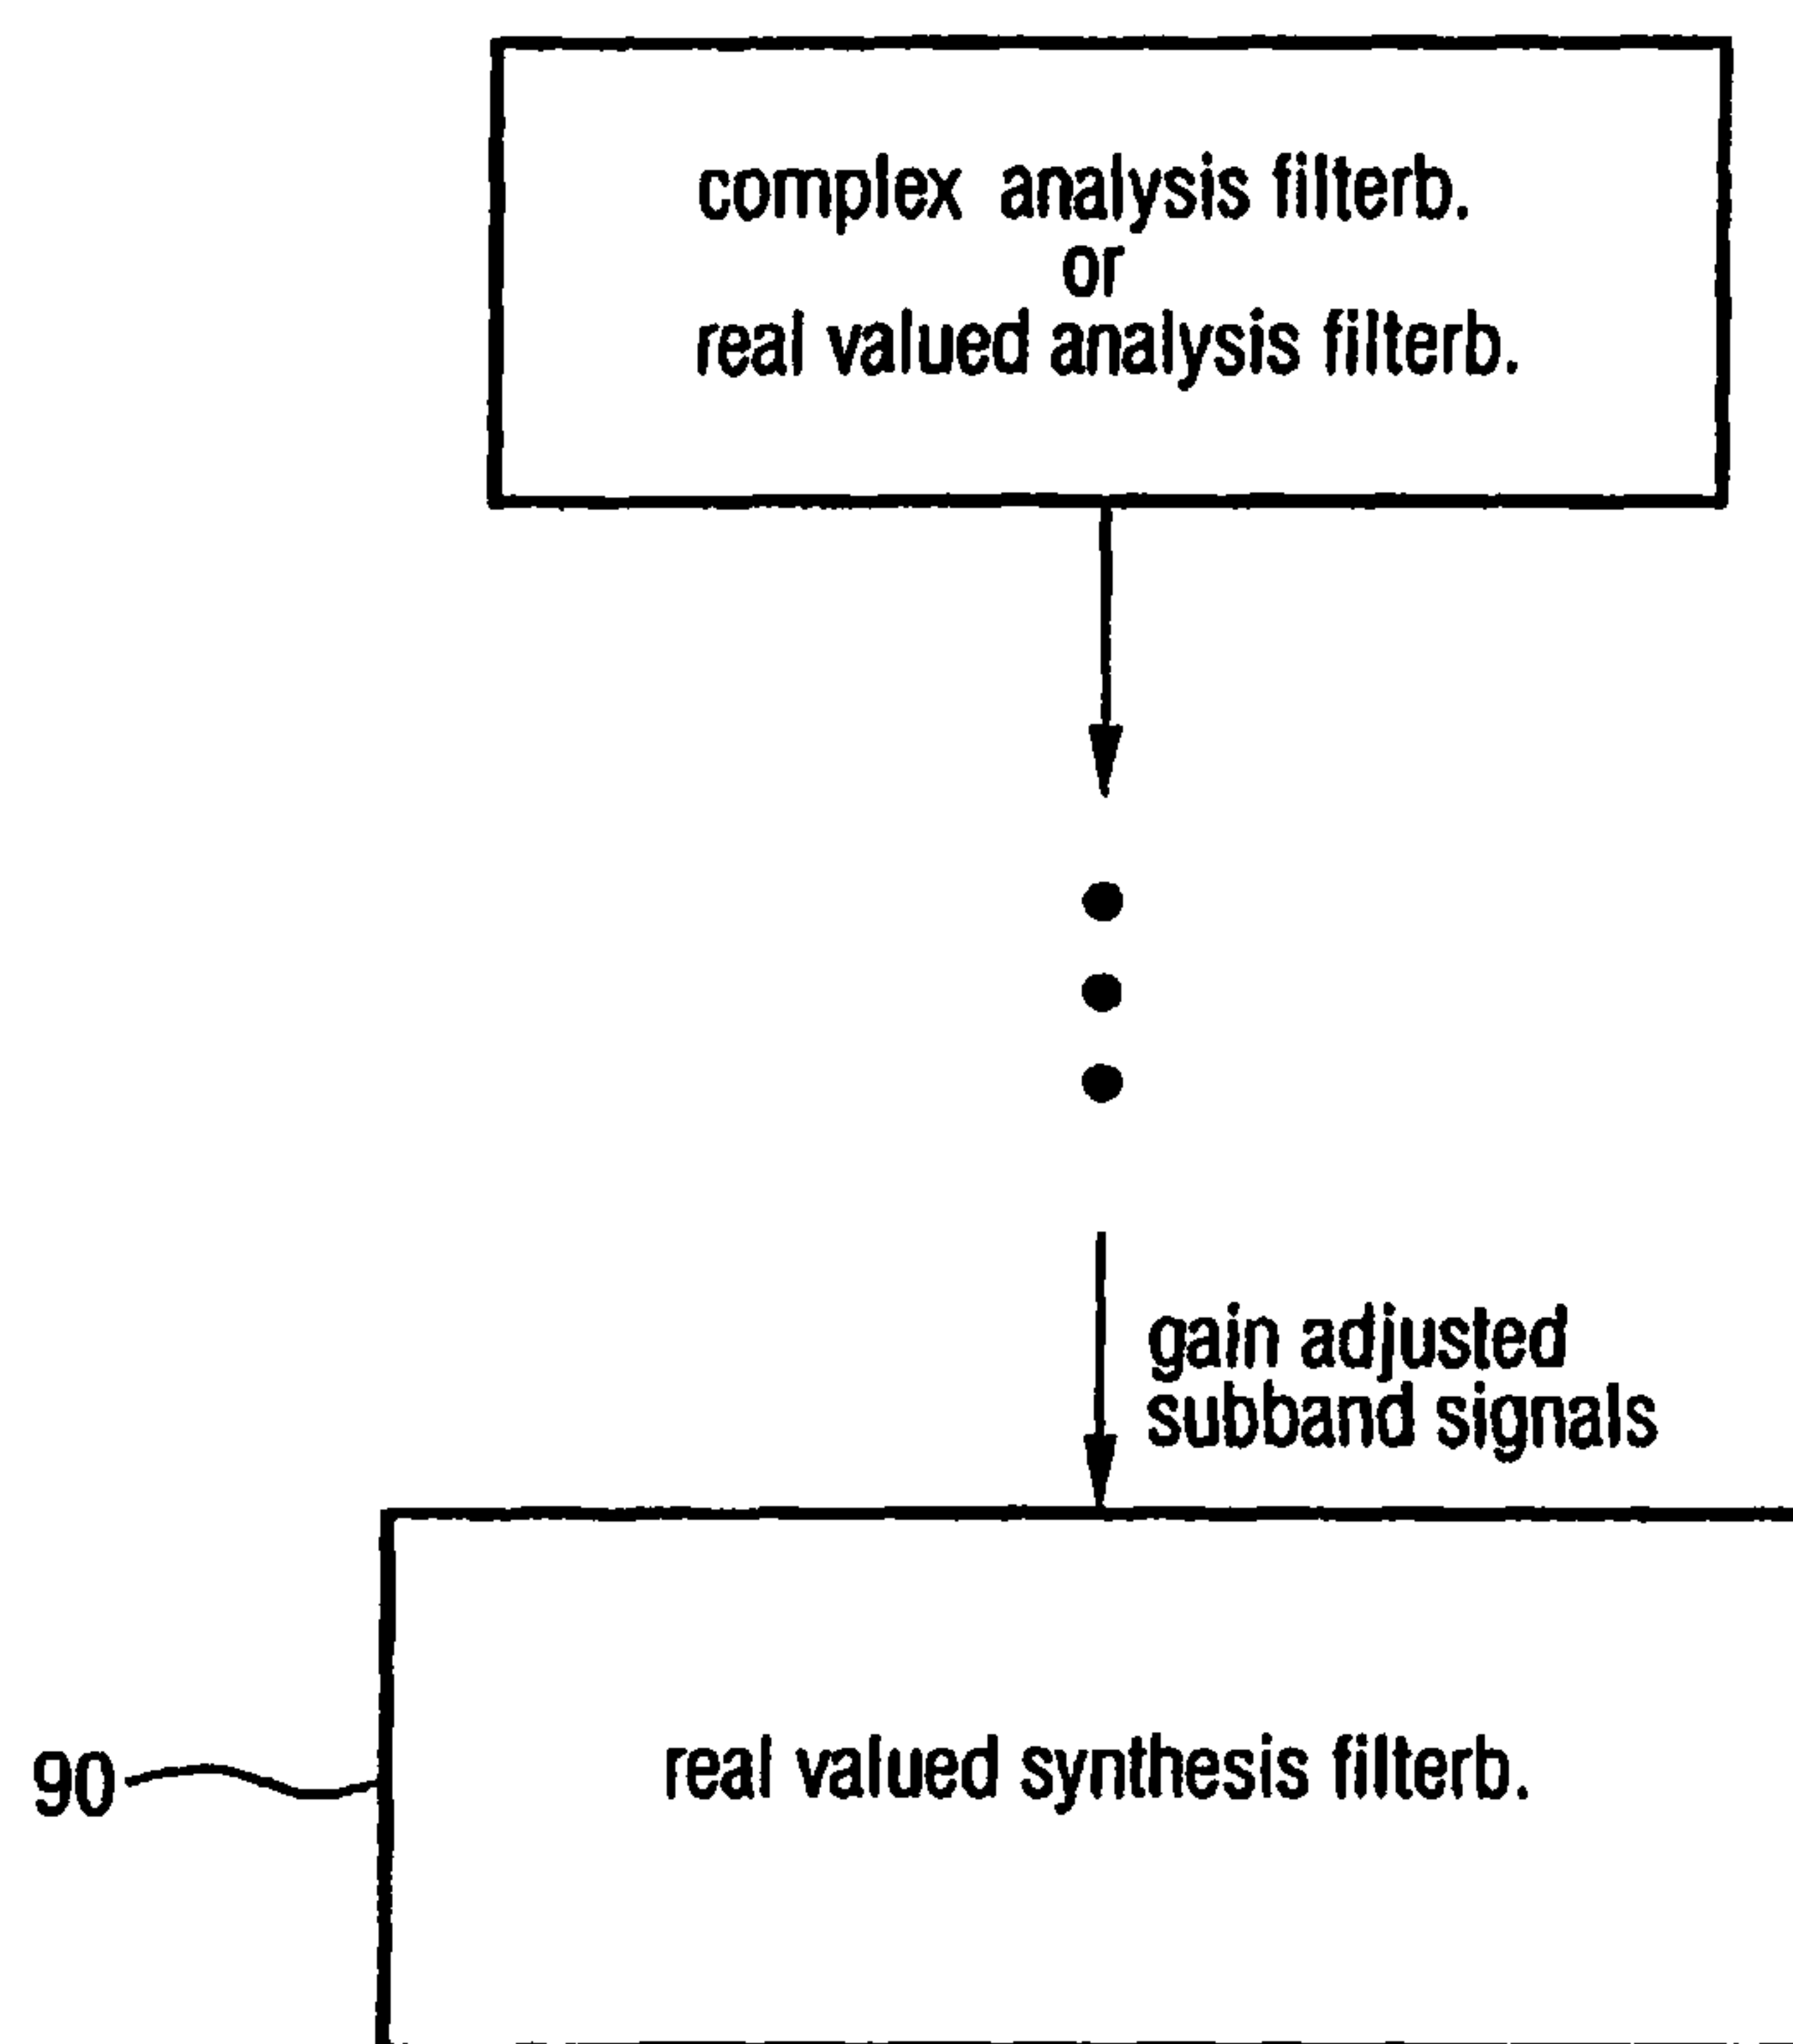 complex analysis filterb.
or
real valued analysis filterb.
gain adjusted
subband signals
90
real valued synthesis filterb.